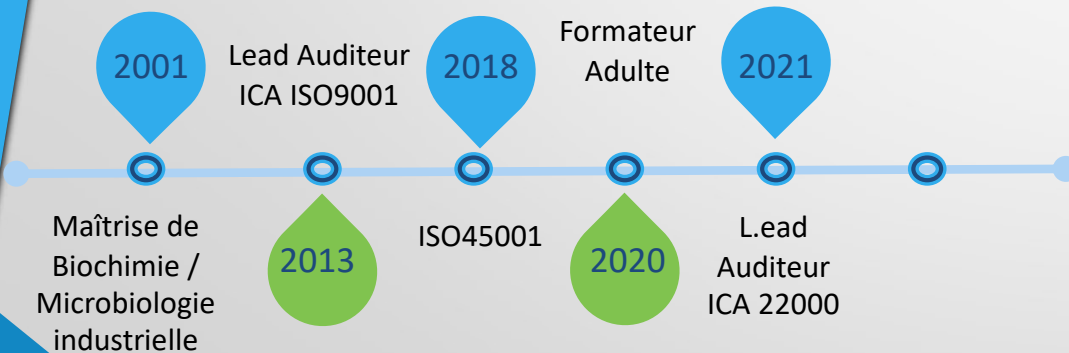 2001
Maîtrise de
Biochimie /
Microbiologie
industrielle
Lead Auditeur
ICA ISO9001
2013
2018
ISO45001
Formateur
Adulte
2020
2021
L.ead
Auditeur
ICA 22000